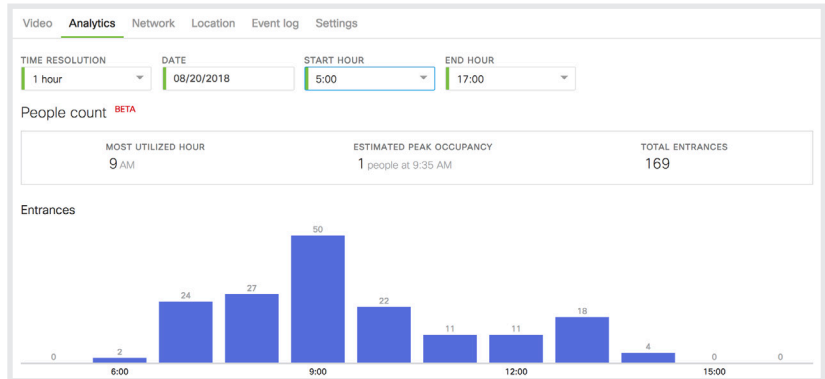 Video Analytics Network Location Event log Settings
TIME RESOLUTION DATE START HOUR END HOUR
1 hour 08/20/2018 5:00 17:00
People count BETA
MOST UTILIZED HOUR ESTIMATED PEAK OCCUPANCY TOTAL ENTRANCES
9 AM 1 people at 9:35 AM 169
Entrances
50
24 27 22
18
11 11
0 2 4 0 0
6:00 9:00 12:00 15:00